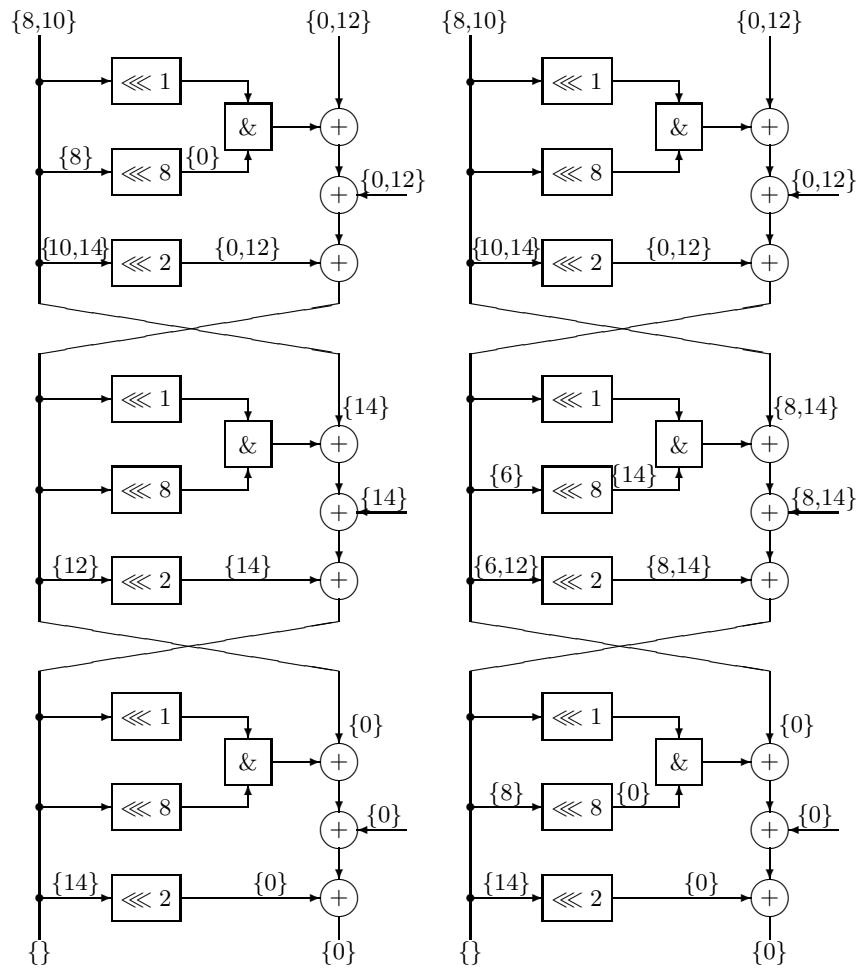 {8,10} {0,12} {8,10} {0,12}
⋘ 1 ⋘ 1
& + & +
{8} ⋘ 8 {0} ⋘ 8
+ {0,12} + {0,12}
{10,14} ⋘ 2 {0,12} + {10,14} ⋘ 2 {0,12} +
⋘ 1 {14} ⋘ 1 {8,14}
& + & +
⋘ 8 {6} ⋘ 8 {14}
+ {14} + {8,14}
{12} ⋘ 2 {14} + {6,12} ⋘ 2 {8,14} +
⋘ 1 {0} ⋘ 1 {0}
& + & +
⋘ 8 {8} ⋘ 8 {0}
+ {0} + {0}
{14} ⋘ 2 {0} + {14} ⋘ 2 {0} +
{} {0} {} {0}